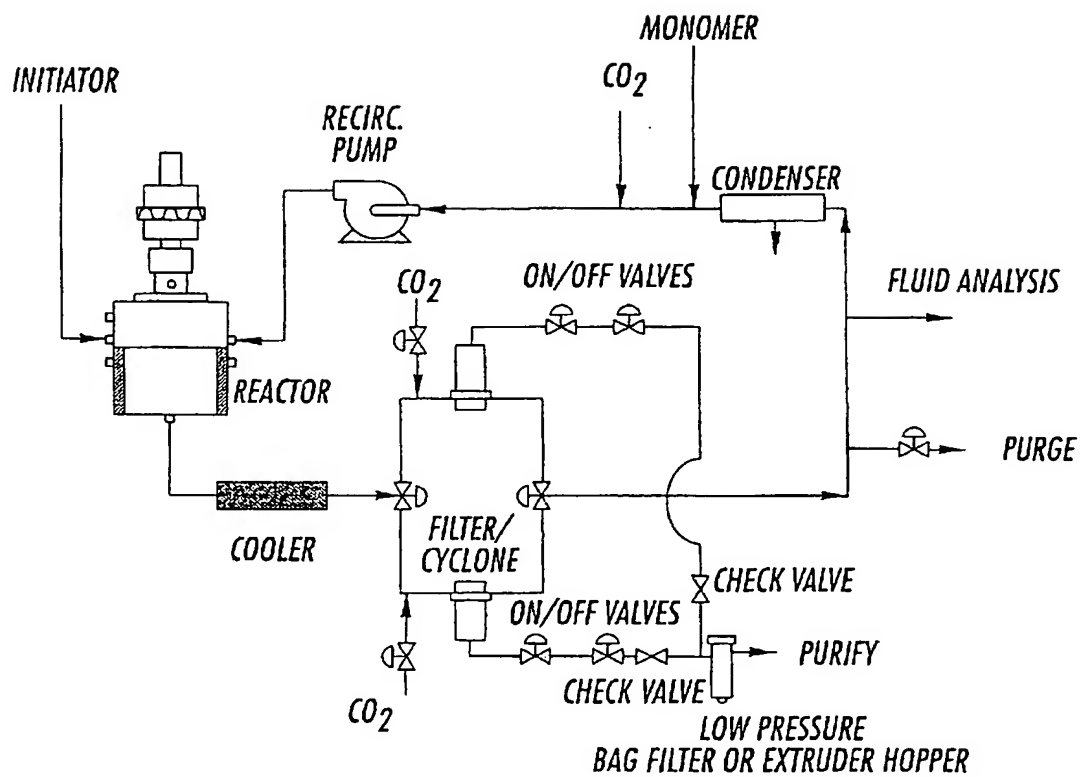 MONOMER
INITIATOR
CO2
RECIRC.
PUMP
CONDENSER
CO2
ON/OFF VALVES
FLUID ANALYSIS
REACTOR
PURGE
COOLER
FILTER/
CYCLONE
CHECK VALVE
ON/OFF VALVES
PURIFY
CHECK VALVE
CO2
LOW PRESSURE
BAG FILTER OR EXTRUDER HOPPER